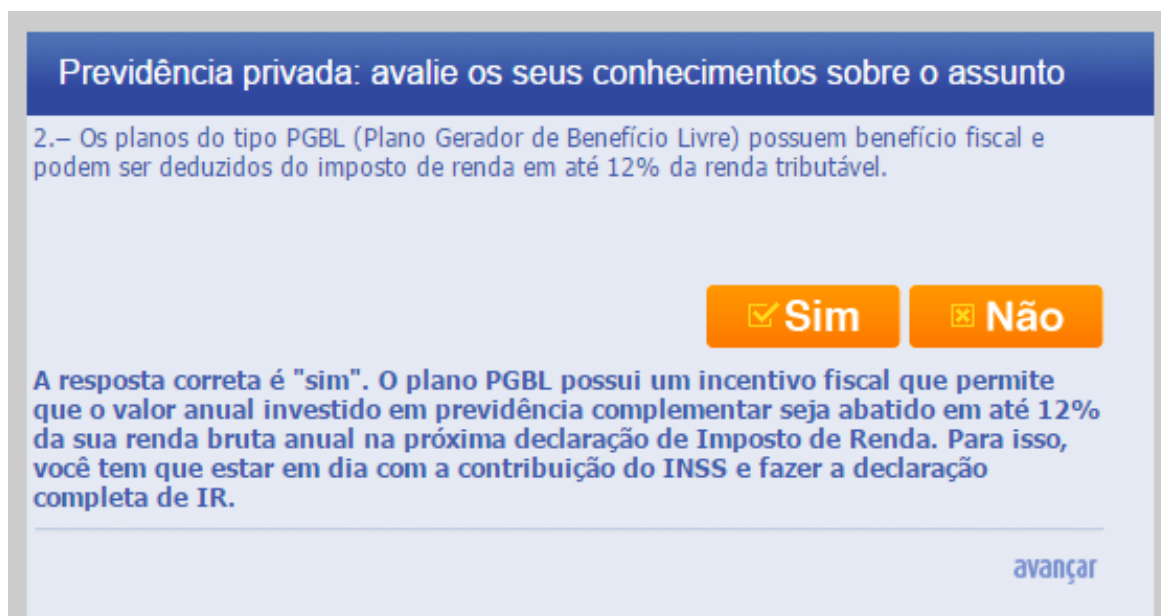 Previdência privada: avalie os seus conhecimentos sobre o assunto
2.– Os planos do tipo PGBL (Plano Gerador de Benefício Livre) possuem benefício fiscal e
podem ser deduzidos do imposto de renda em até 12% da renda tributável.
Sim Não
A resposta correta é "sim". O plano PGBL possui um incentivo fiscal que permite
que o valor anual investido em previdência complementar seja abatido em até 12%
da sua renda bruta anual na próxima declaração de Imposto de Renda. Para isso,
você tem que estar em dia com a contribuição do INSS e fazer a declaração
completa de IR.
avançar